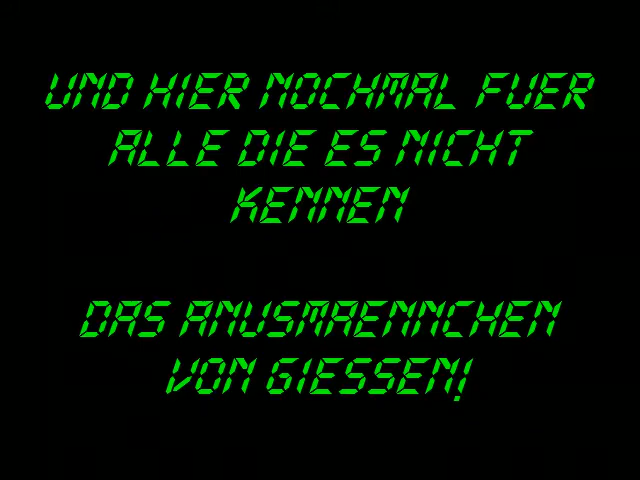 UND HIER NOCHMAL FUER
ALLE DIE ES NICHT
KENNEN
DAS ANUSMAENNCHEN
VON GIESSEN!